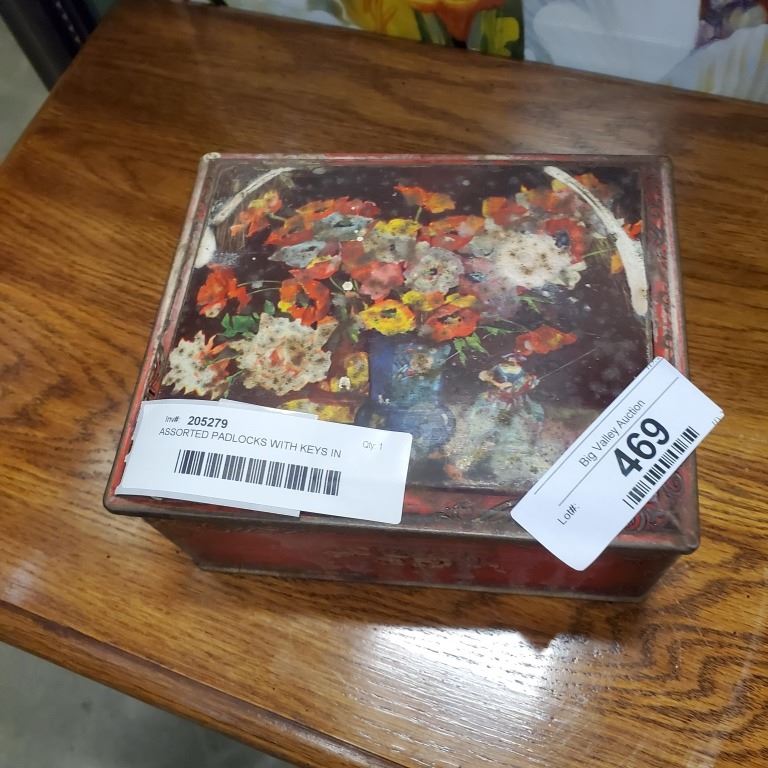 Inv#: 205279
ASSORTED PADLOCKS WITH KEYS IN
Qty: 1
Big Valley Auction
Lot#: 469